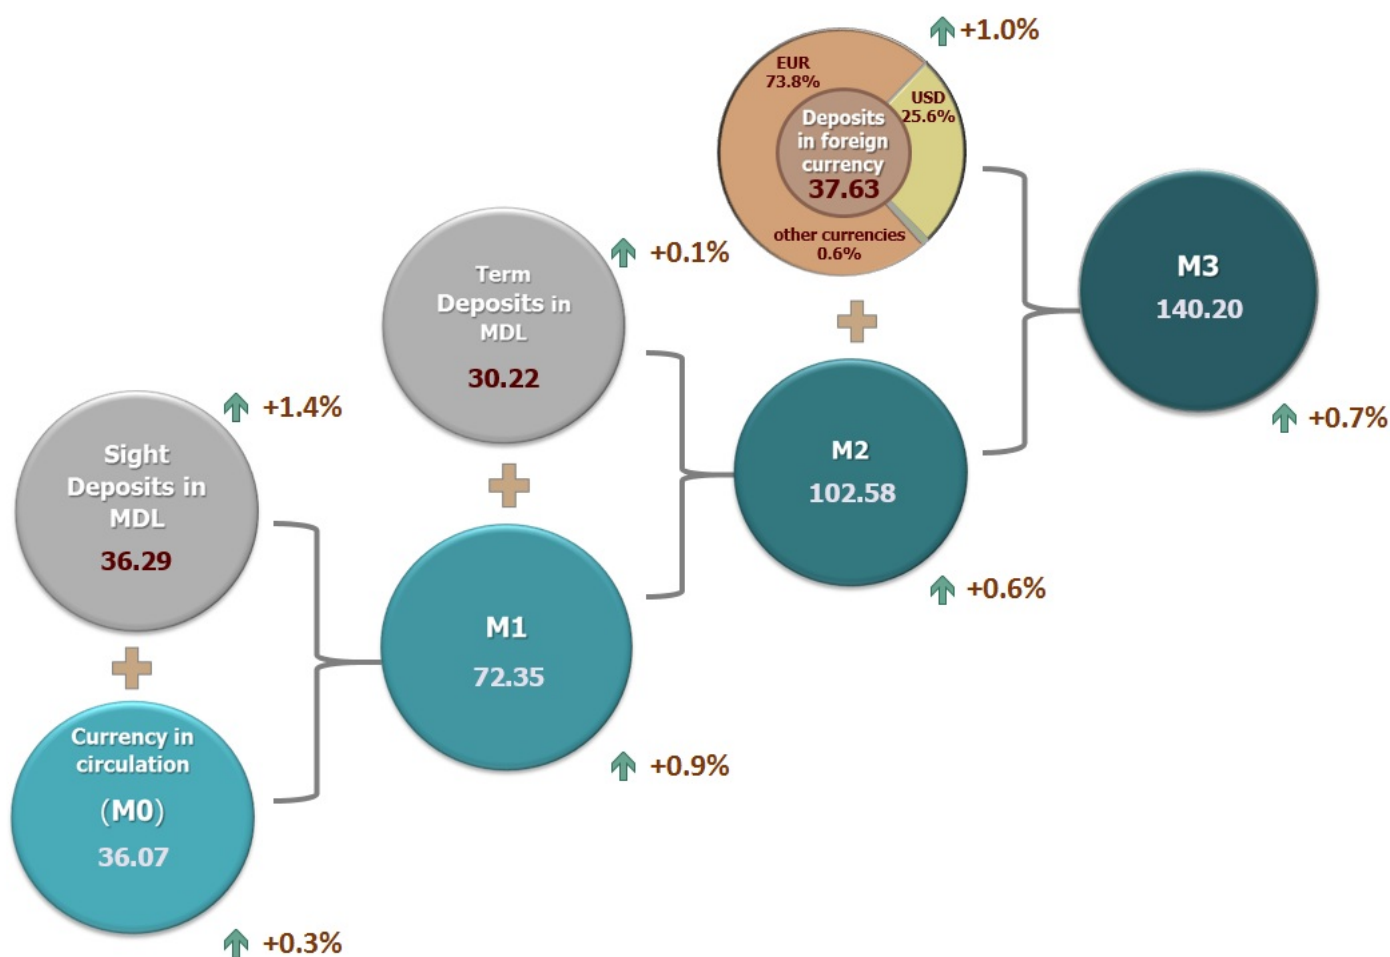 Sight
Deposits in
MDL
36.29
+1.4%
Currency in
circulation
(M0)
36.07
+0.3%
Term
Deposits in
MDL
30.22
+0.1%
M1
72.35
+0.9%
EUR
73.8%
USD
25.6%
Deposits
in foreign
currency
37.63
other currencies
0.6%
+1.0%
M2
102.58
+0.6%
M3
140.20
+0.7%